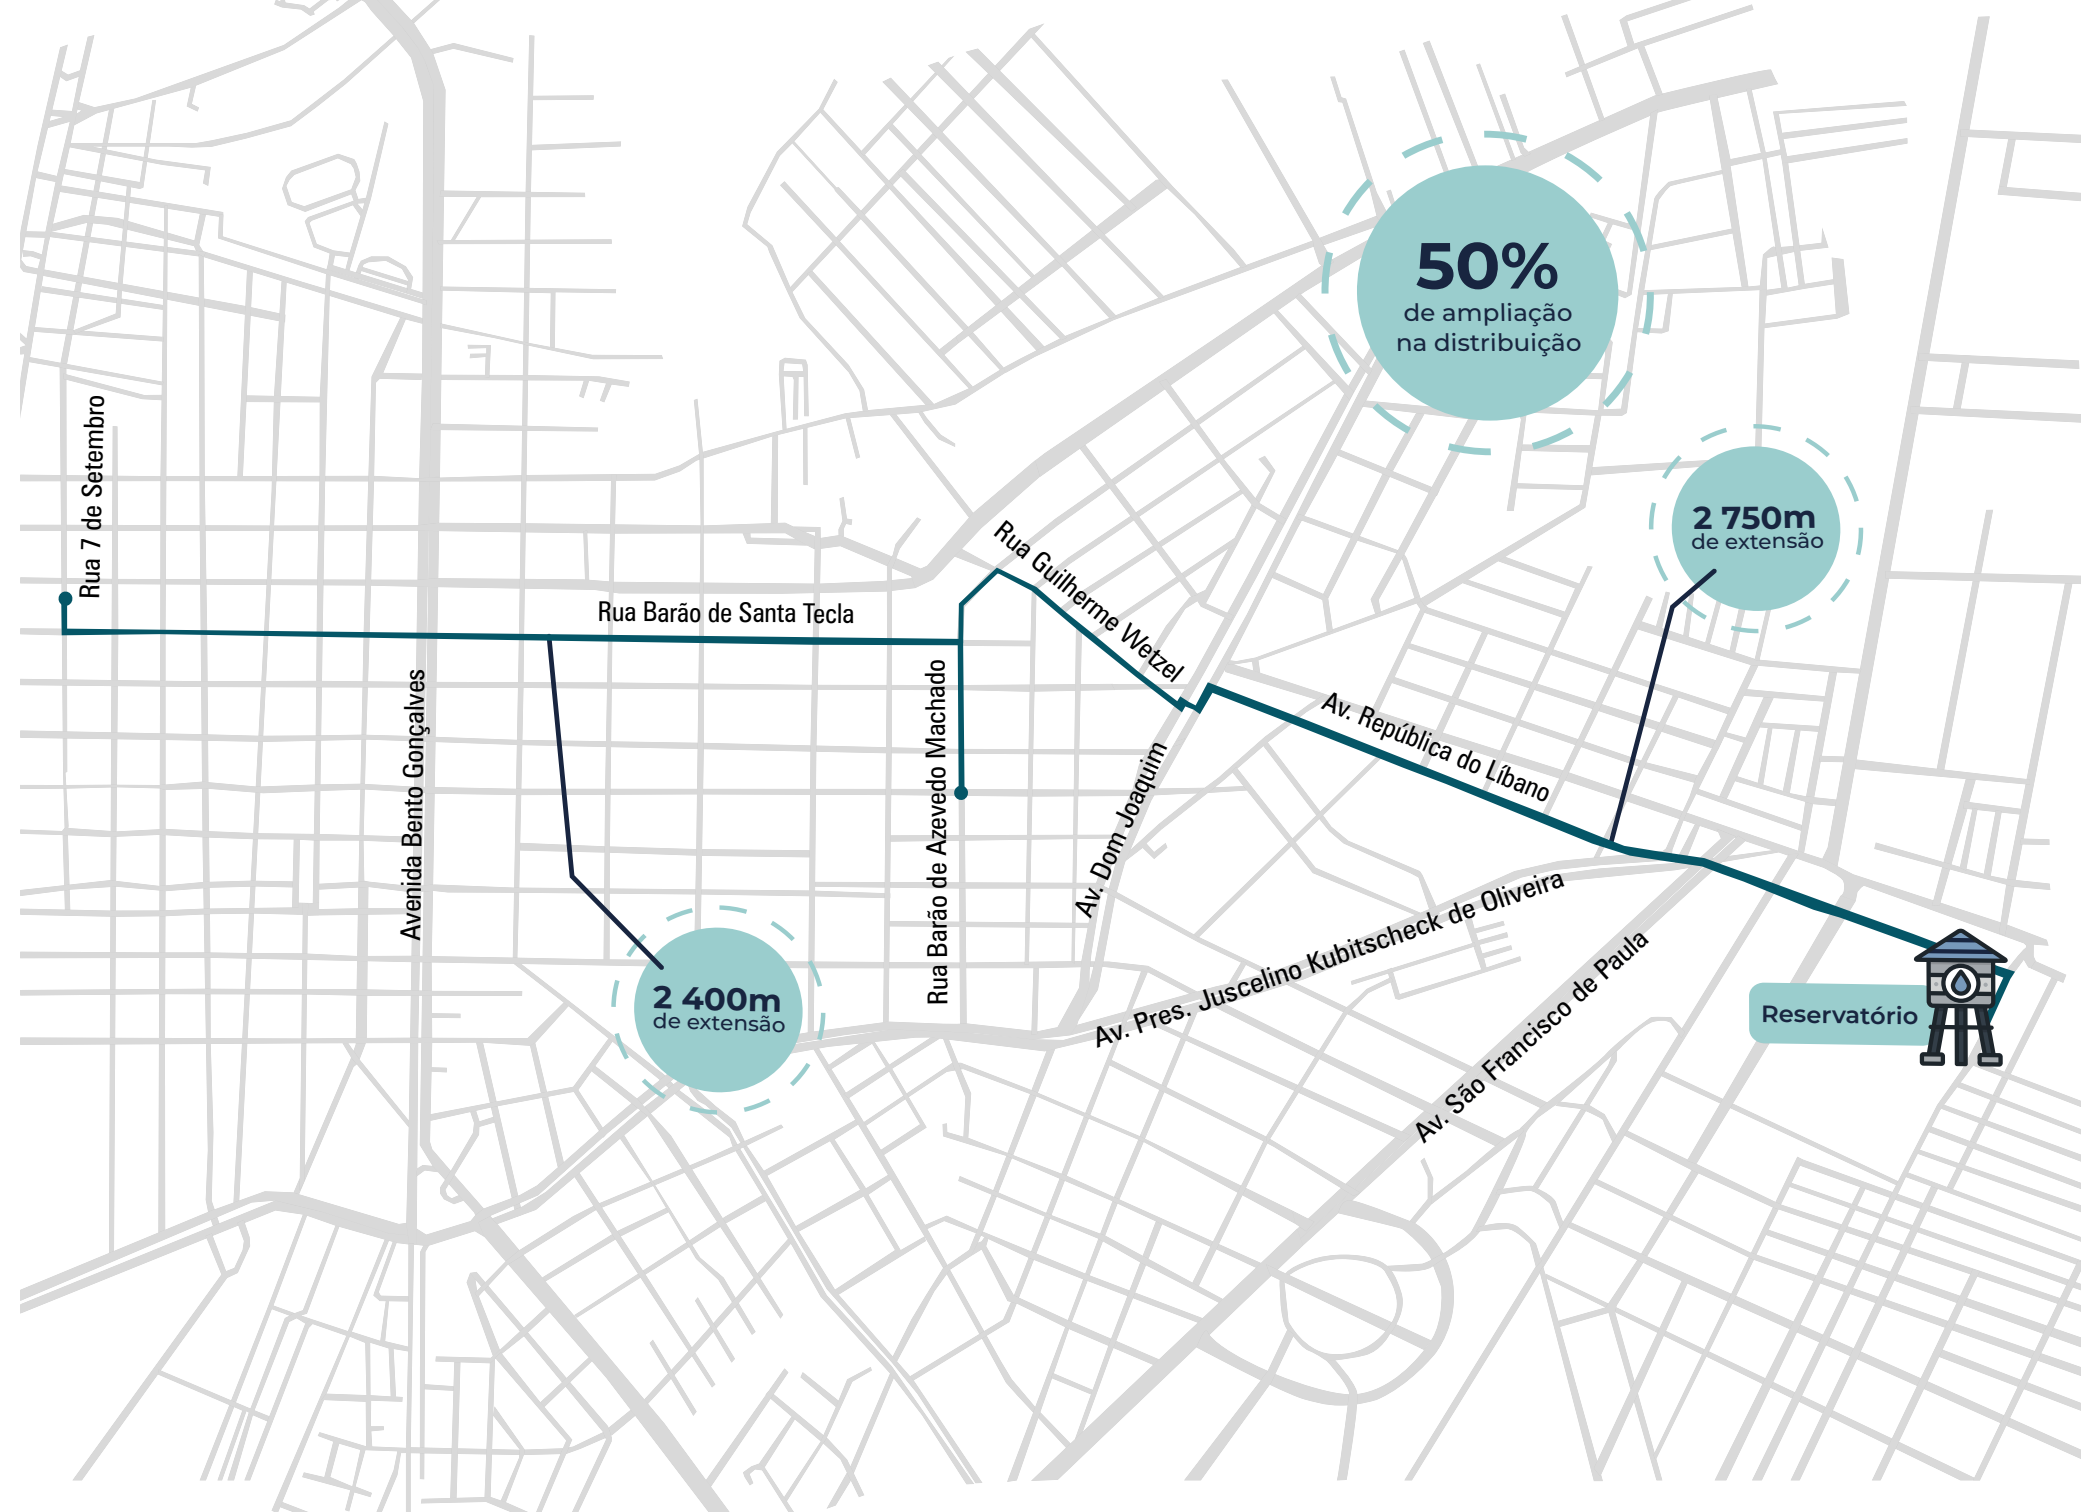 50%
de ampliação
na distribuição
Rua 7 de Setembro
2 750m
de extensão
Rua Guilherme Wetzel
Rua Barão de Santa Tecla
Avenida Bento Gonçalves
Rua Barão de Azevedo Machado
Av. República do Líbano
Av. Dom Joaquim
Av. Pres. Juscelino Kubitscheck de Oliveira
Av. São Francisco de Paula
2 400m
de extensão
Reservatório